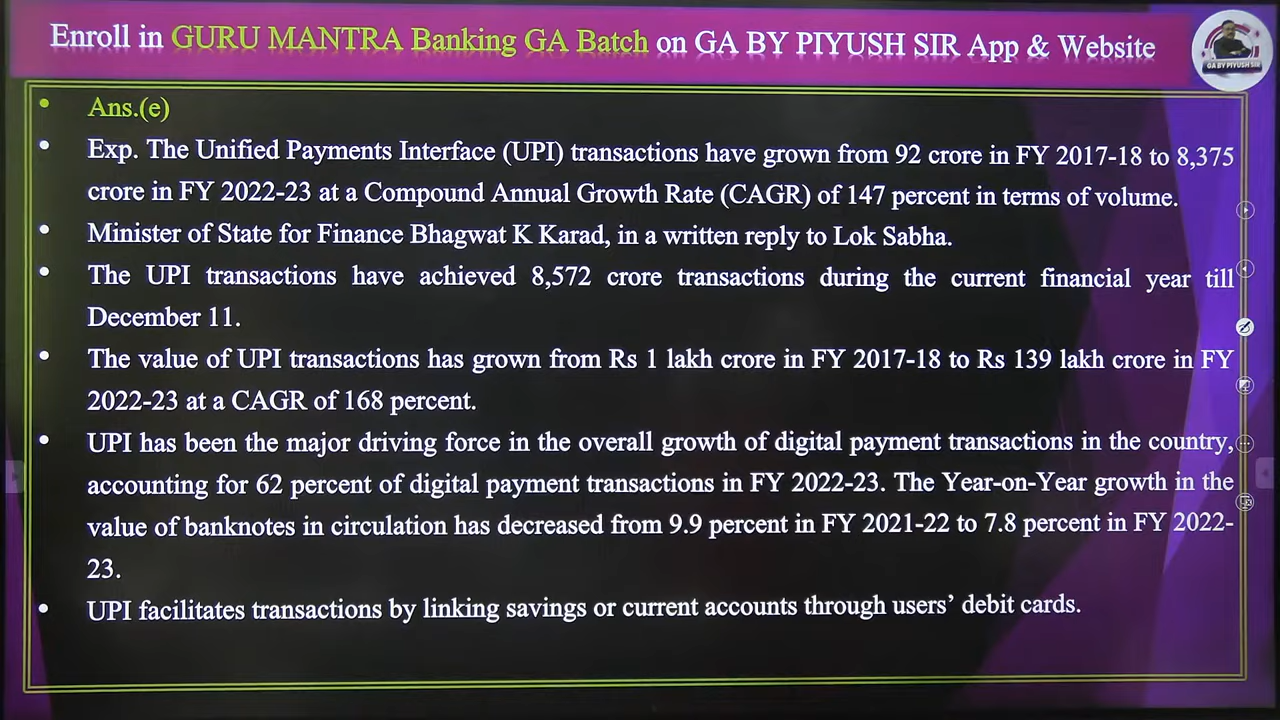 Enroll in GURU MANTRA Banking GA Batch on GA BY PIYUSH SIR App & Website
GA BY PIYUSH SIR
• Ans.(e)
• Exp. The Unified Payments Interface (UPI) transactions have grown from 92 crore in FY 2017-18 to 8,375
crore in FY 2022-23 at a Compound Annual Growth Rate (CAGR) of 147 percent in terms of volume.
• Minister of State for Finance Bhagwat K Karad, in a written reply to Lok Sabha.
• The UPI transactions have achieved 8,572 crore transactions during the current financial year till
December 11.
• The value of UPI transactions has grown from Rs 1 lakh crore in FY 2017-18 to Rs 139 lakh crore in FY
2022-23 at a CAGR of 168 percent.
• UPI has been the major driving force in the overall growth of digital payment transactions in the country,
accounting for 62 percent of digital payment transactions in FY 2022-23. The Year-on-Year growth in the
value of banknotes in circulation has decreased from 9.9 percent in FY 2021-22 to 7.8 percent in FY 2022-
23.
• UPI facilitates transactions by linking savings or current accounts through users’ debit cards.